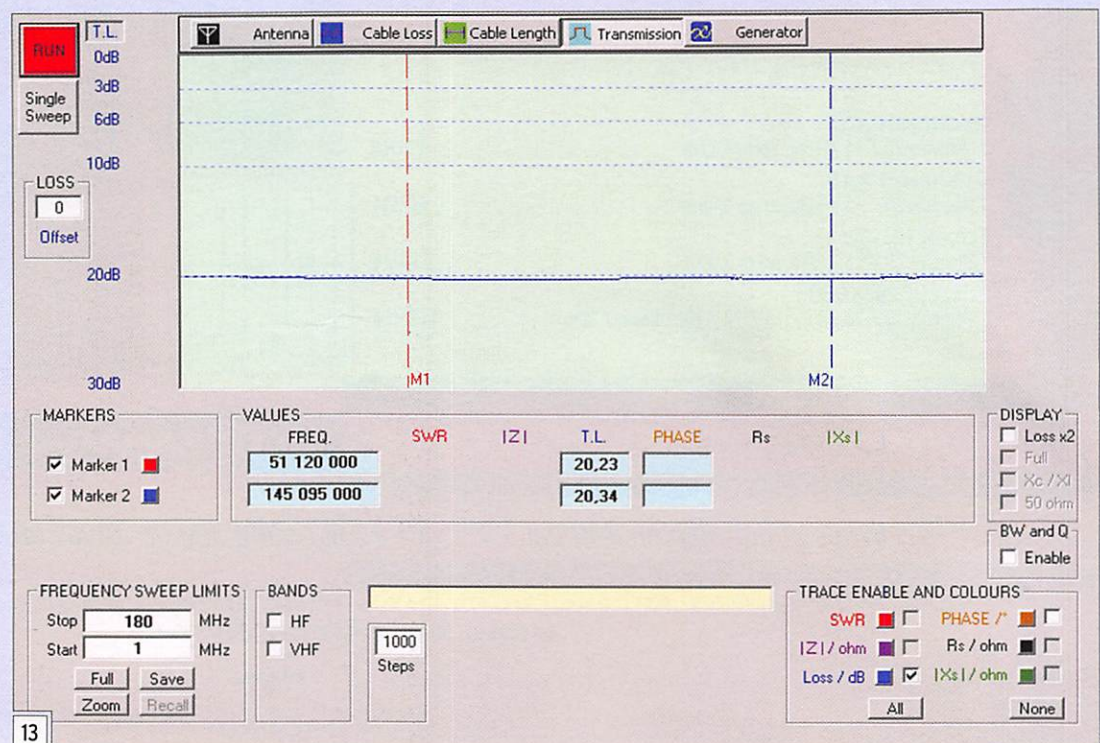 RUN
Single
Sweep
LOSS
0
Offset
T.L.
0dB
3dB
6dB
10dB
20dB
30dB
Antenna Cable Loss Cable Length Transmission Generator
M1 M2
MARKERS
Marker 1
Marker 2
VALUES
FREQ. SWR |Z| T.L. PHASE Rs |Xs|
51 120 000 20,23
145 095 000 20,34
DISPLAY
Loss x2
Full
Xc / Xl
50 ohm
BW and Q
Enable
FREQUENCY SWEEP LIMITS
Stop 180 MHz
Start 1 MHz
Full Save
Zoom Recall
BANDS
HF
VHF
1000
Steps
TRACE ENABLE AND COLOURS
SWR PHASE /°
|Z| / ohm Rs / ohm
Loss / dB |Xs| / ohm
All None
13